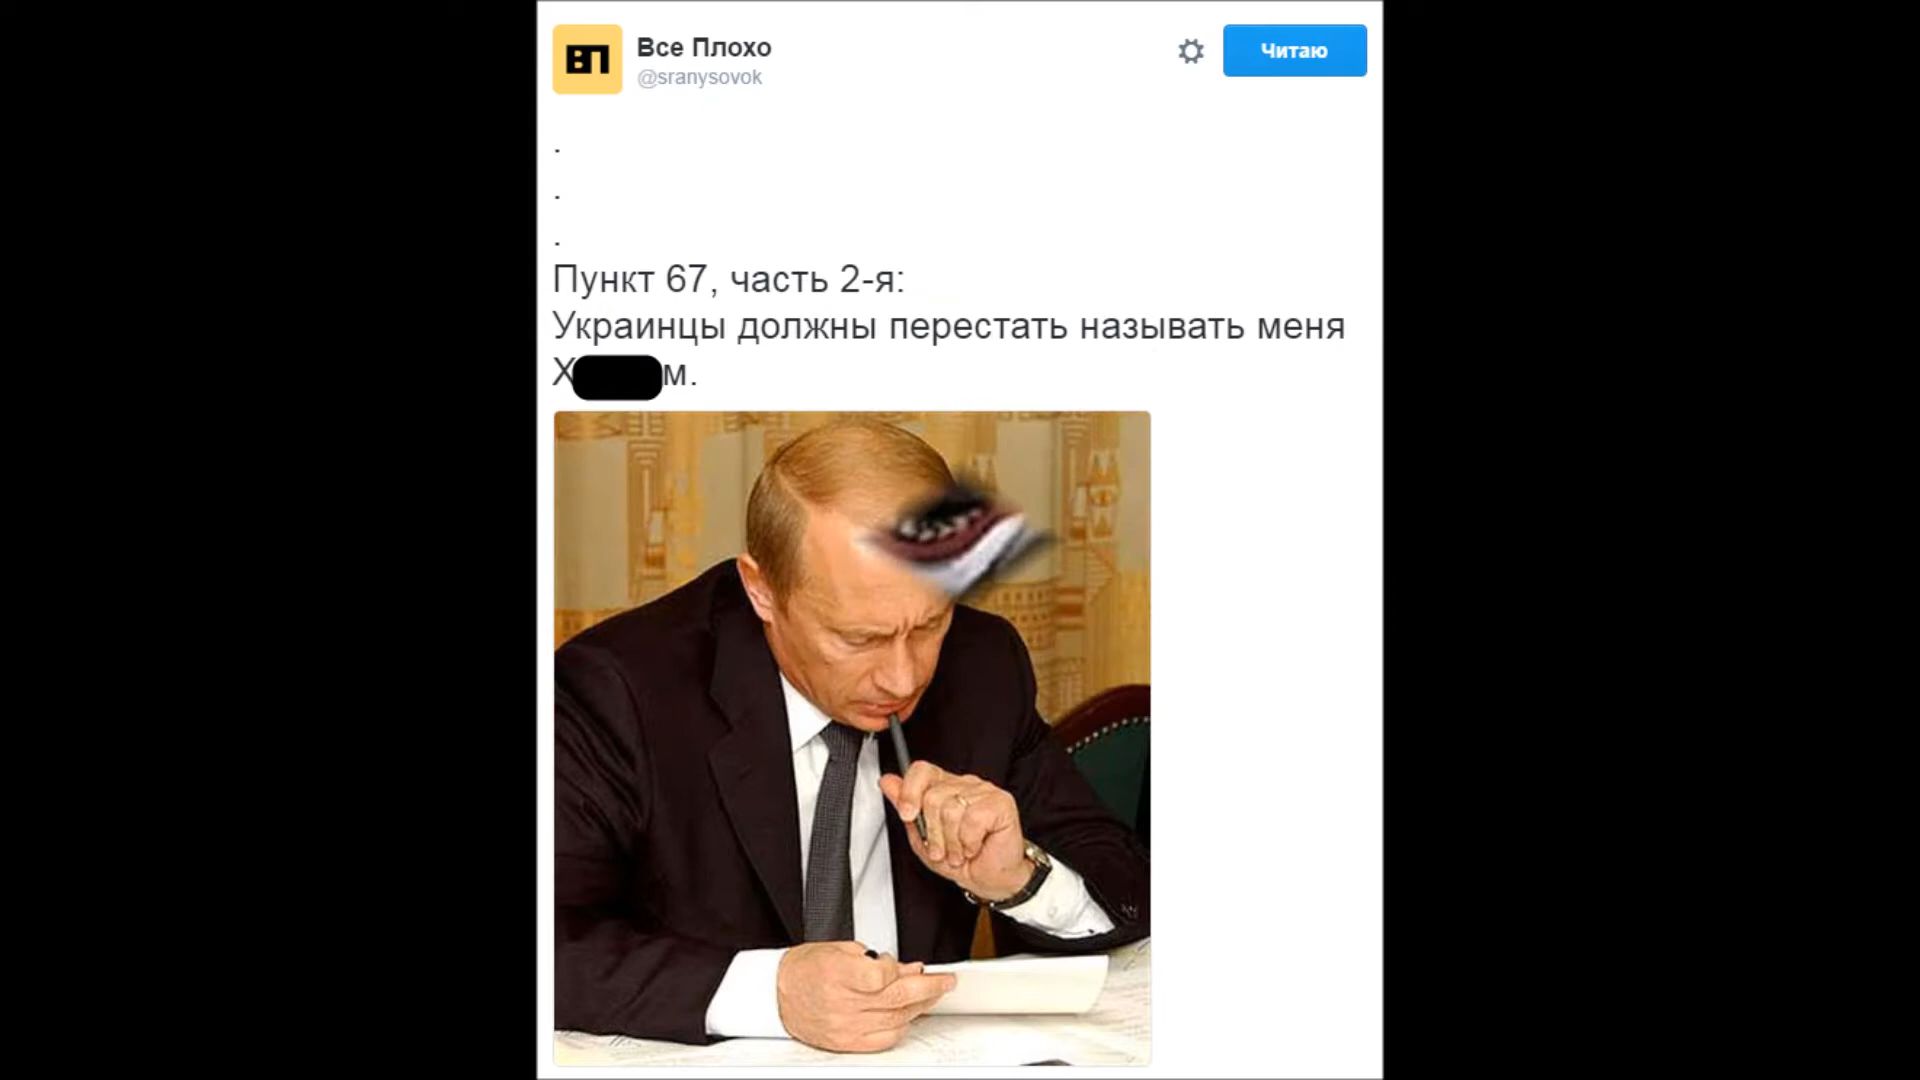 ВП
Все Плохо
@sranysovok
Читаю
.
.
.
Пункт 67, часть 2-я:
Украинцы должны перестать называть меня
Х м.